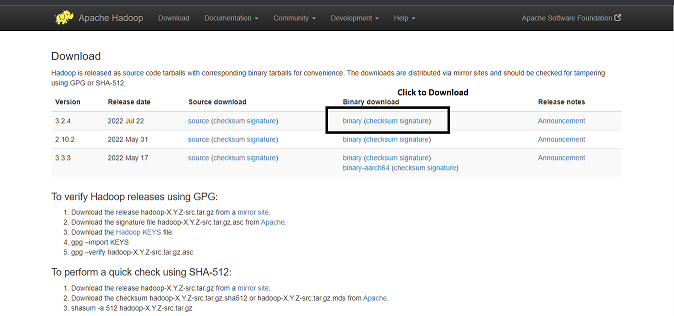 Apache Hadoop Download Documentation Community Development Help Apache Software Foundation
Download
Hadoop is released as source code tarballs with corresponding binary tarballs for convenience. The downloads are distributed via mirror sites and should be checked for tampering
using GPG or SHA-512.
Click to Download
Version Release date Source download Binary download Release notes
3.2.4 2022 Jul 22 source (checksum signature) binary (checksum signature) Announcement
2.10.2 2022 May 31 source (checksum signature) binary (checksum signature) Announcement
3.3.3 2022 May 17 source (checksum signature) binary (checksum signature) Announcement
binary-aarch64 (checksum signature)
To verify Hadoop releases using GPG:
1. Download the release hadoop-X.Y.Z-src.tar.gz from a mirror site.
2. Download the signature file hadoop-X.Y.Z-src.tar.gz.asc from Apache.
3. Download the Hadoop KEYS file.
4. gpg –import KEYS
5. gpg –verify hadoop-X.Y.Z-src.tar.gz.asc
To perform a quick check using SHA-512:
1. Download the release hadoop-X.Y.Z-src.tar.gz from a mirror site.
2. Download the checksum hadoop-X.Y.Z-src.tar.gz.sha512 or hadoop-X.Y.Z-src.tar.gz.mds from Apache.
3. shasum -a 512 hadoop-X.Y.Z-src.tar.gz